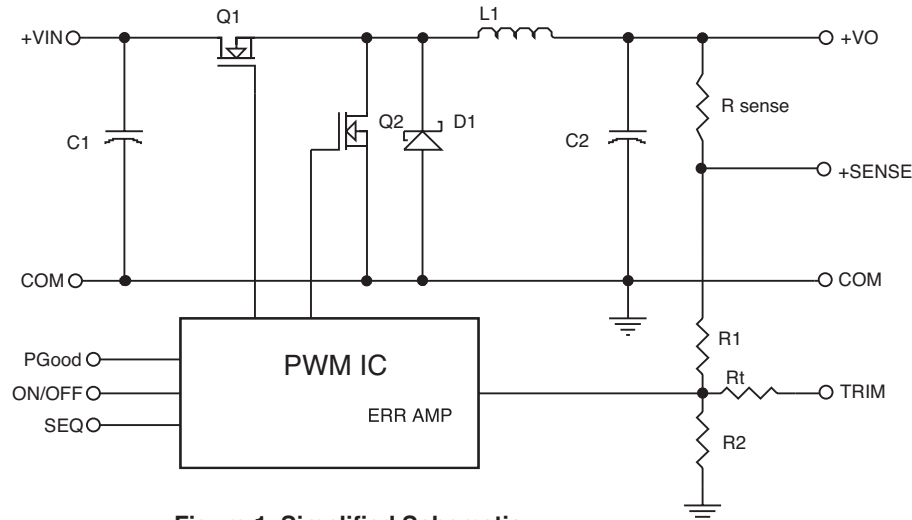 Q1
L1
+VIN
+VO
R sense
C1
Q2
D1
C2
+SENSE
COM
COM
R1
PGood
PWM IC
Rt
ON/OFF
TRIM
ERR AMP
SEQ
R2
Figure 1. Simplified Schematic